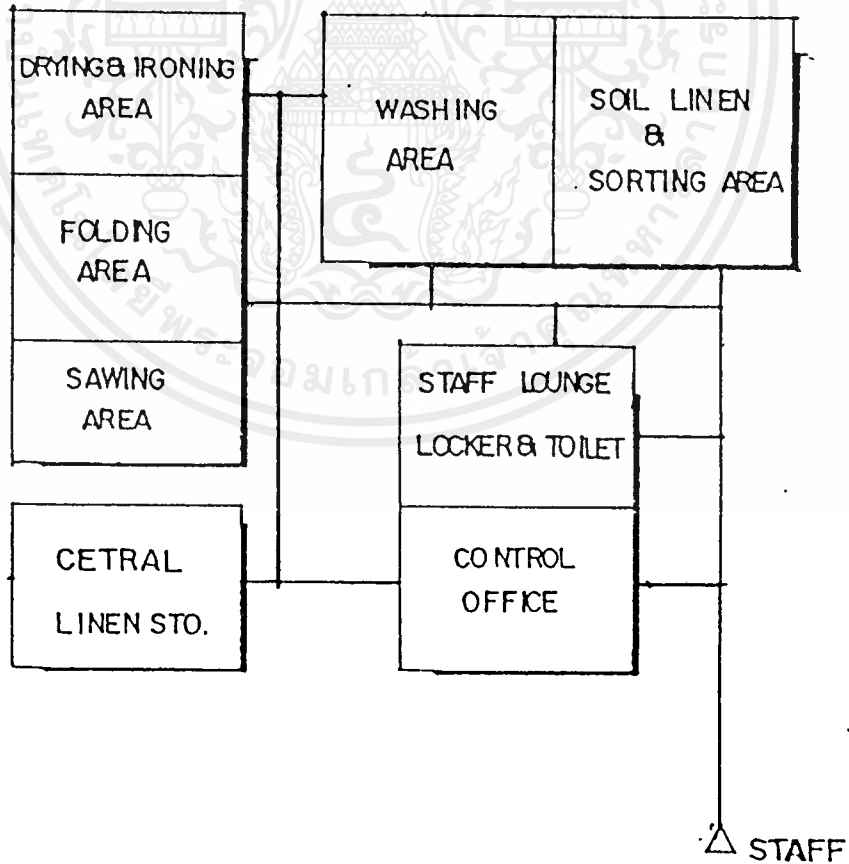 DRYING & IRONING
AREA
FOLDING
AREA
SAWING
AREA
WASHING
AREA
SOIL LINEN
&
SORTING AREA
STAFF LOUNGE
LOCKER & TOILET
CONTROL
OFFICE
CETRAL
LINEN STO.
STAFF